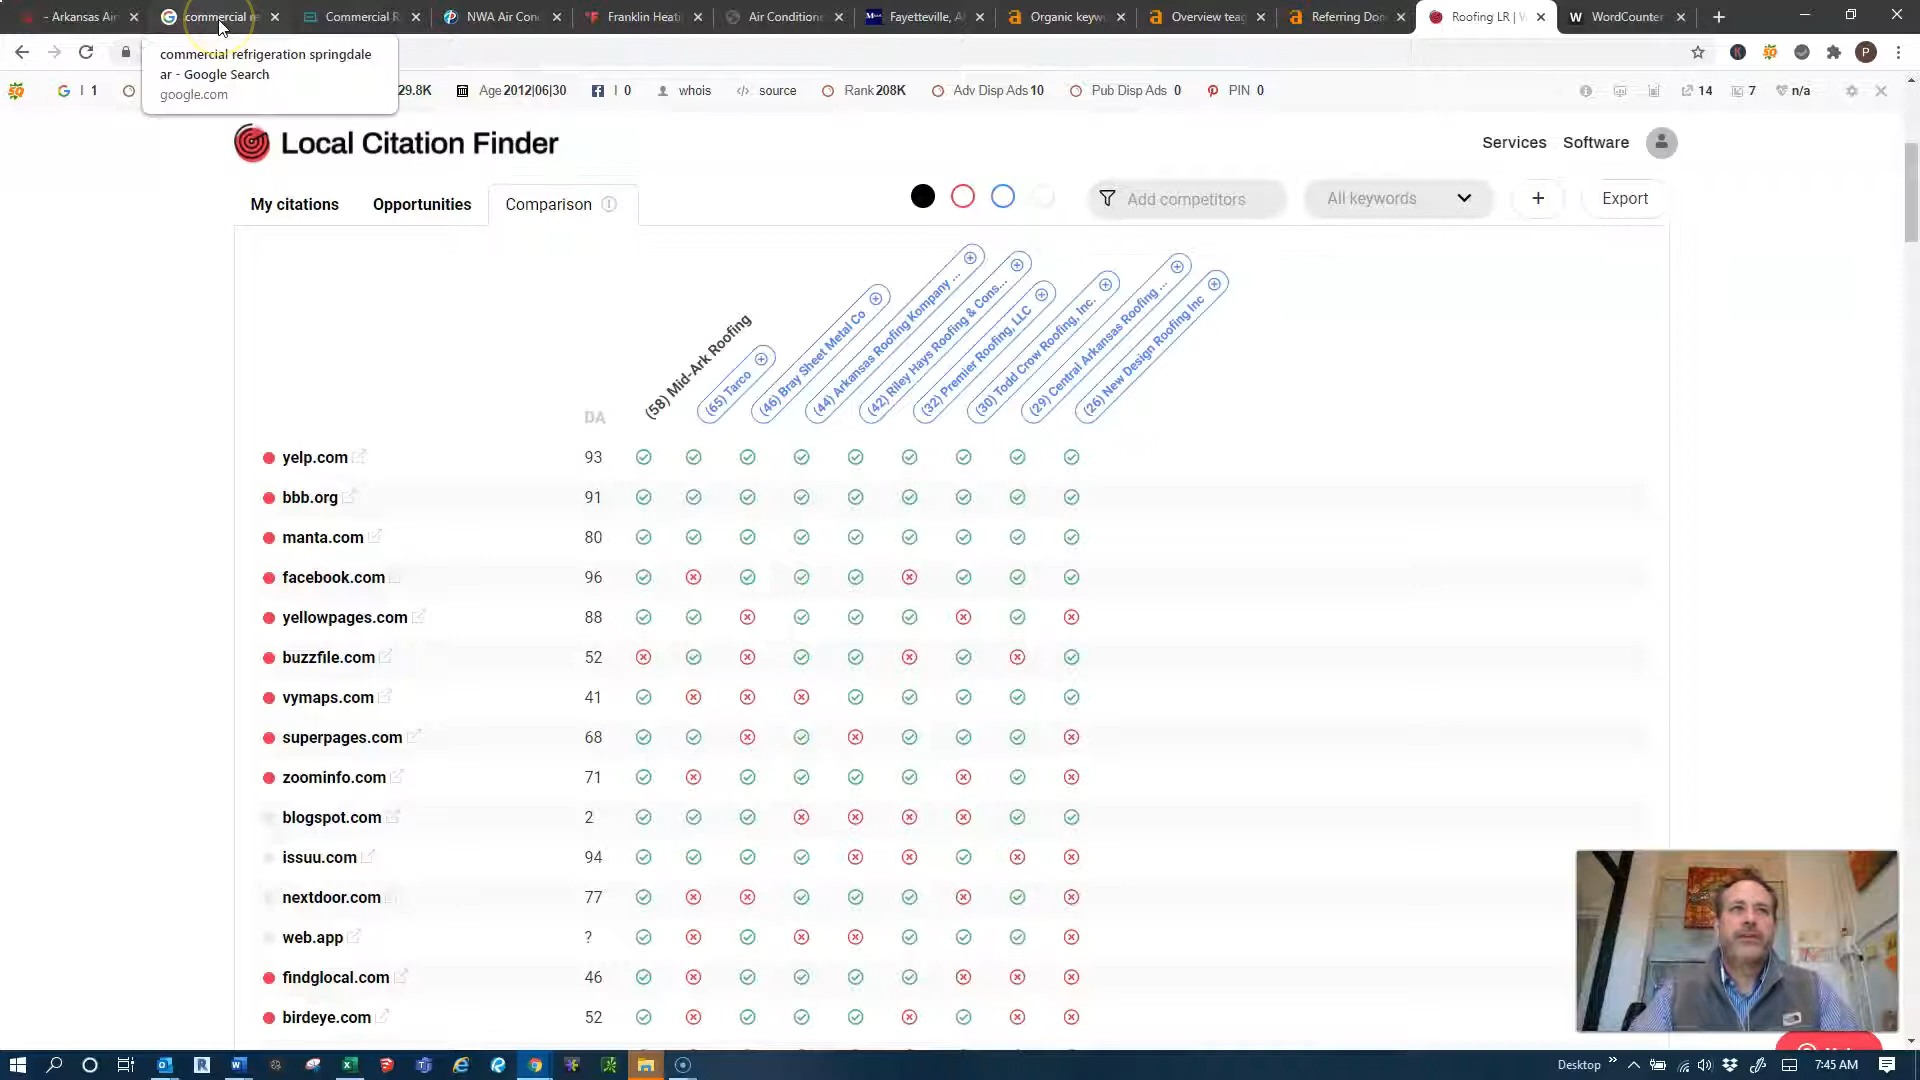 - Arkansas Air
commercial re
Commercial R
NWA Air Con
Franklin Heati
Air Conditione
Fayetteville, A
Organic keyw
Overview teag
Referring Dom
Roofing LR | W
WordCounter
commercial refrigeration springdale
ar - Google Search
google.com
I 1
29.8K
Age 2012|06|30
I 0
whois
source
Rank 208K
Adv Disp Ads 10
Pub Disp Ads 0
PIN 0
14
7
n/a
Local Citation Finder
Services
Software
My citations
Opportunities
Comparison
Add competitors
All keywords
+
Export
DA
(58) Mid-Ark Roofing
(65) Tarco
(46) Bray Sheet Metal Co
(44) Arkansas Roofing Kompany ...
(42) Riley Hays Roofing & Cons...
(32) Premier Roofing, LLC
(30) Todd Crow Roofing, Inc.
(29) Central Arkansas Roofing ...
(26) New Design Roofing Inc
yelp.com 93
bbb.org 91
manta.com 80
facebook.com 96
yellowpages.com 88
buzzfile.com 52
vymaps.com 41
superpages.com 68
zoominfo.com 71
blogspot.com 2
issuu.com 94
nextdoor.com 77
web.app ?
findglocal.com 46
birdeye.com 52
Desktop
7:45 AM